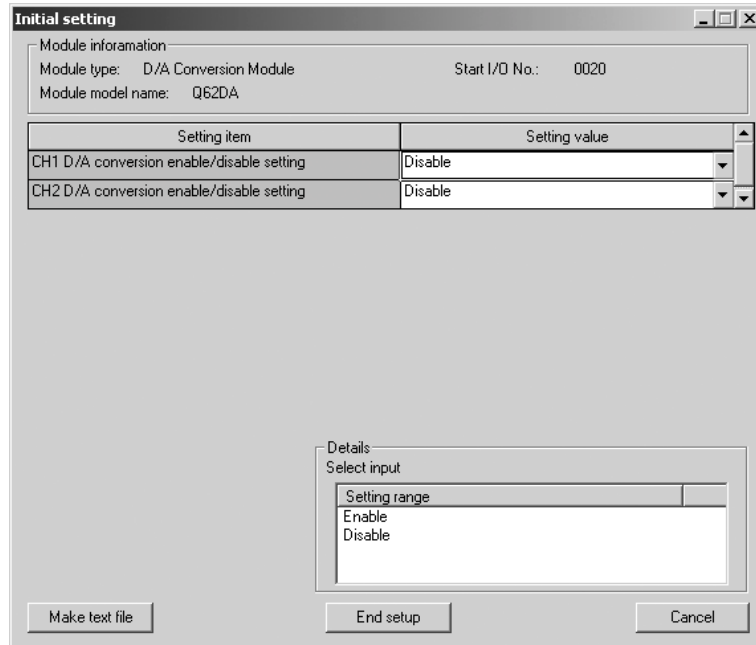 Initial setting
Module inforamation
Module type: D/A Conversion Module Start I/O No.: 0020
Module model name: Q62DA
Setting item Setting value
CH1 D/A conversion enable/disable setting Disable
CH2 D/A conversion enable/disable setting Disable
Details
Select input
Setting range
Enable
Disable
Make text file End setup Cancel